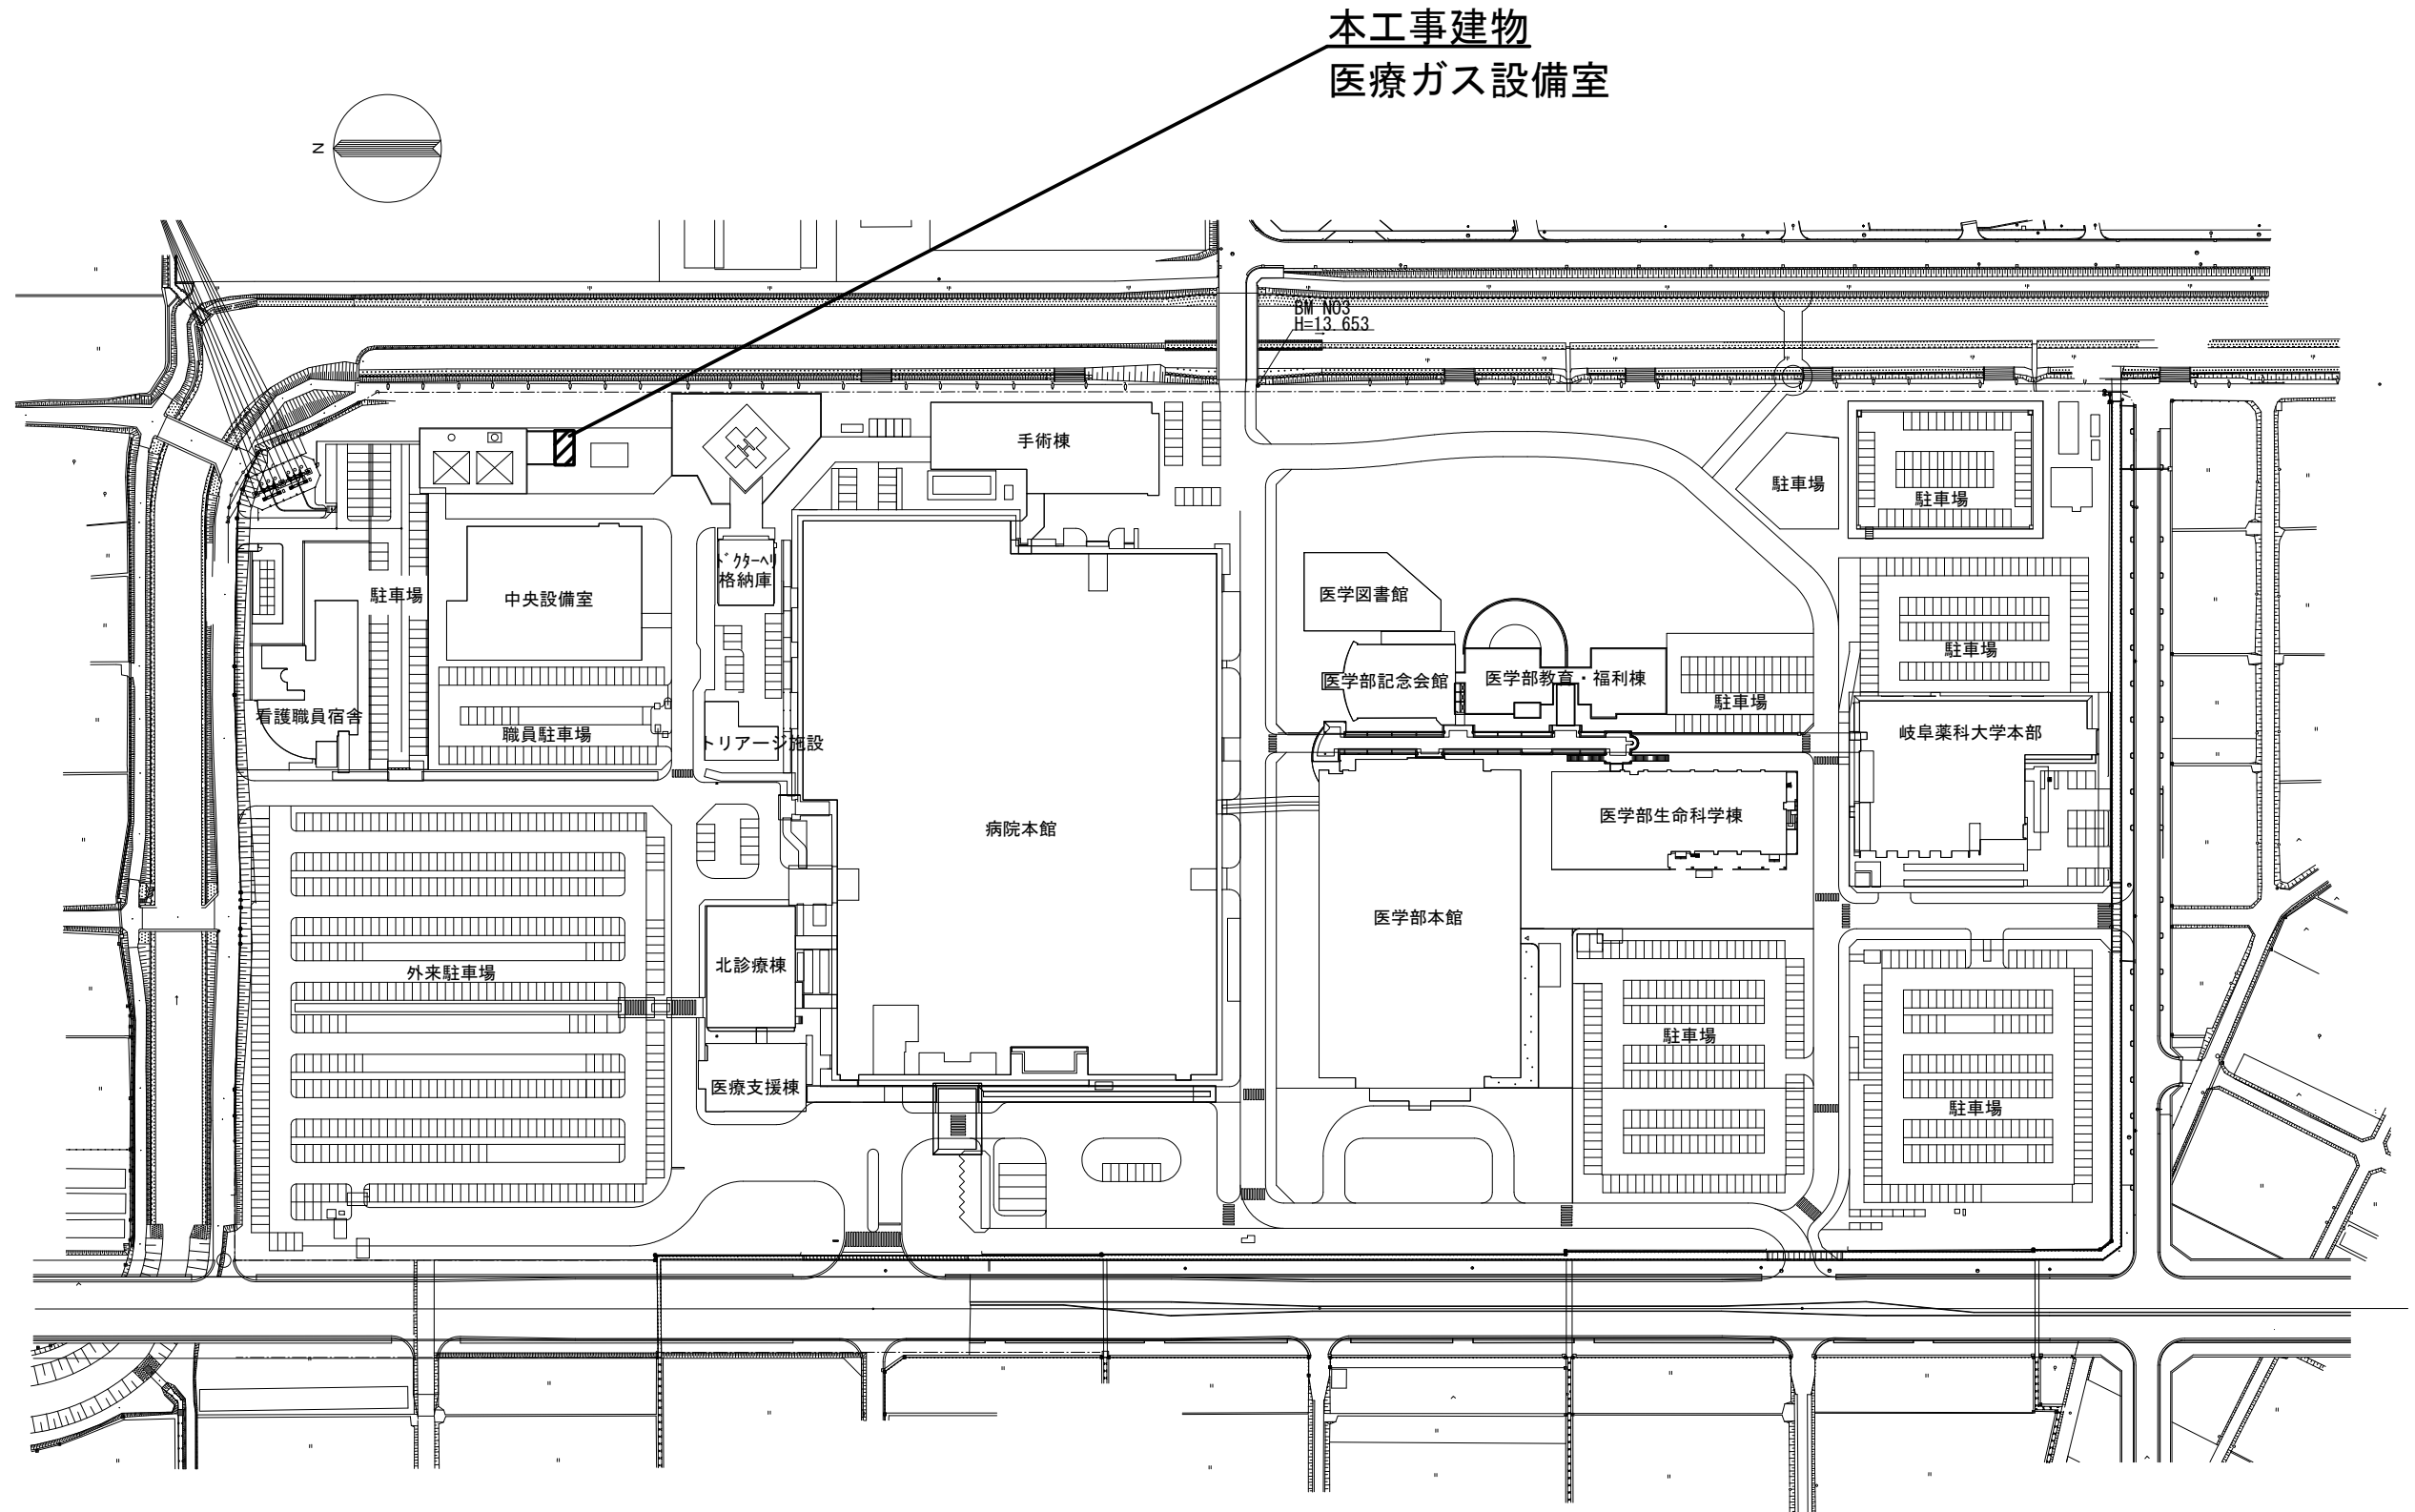 本工事建物
医療ガス設備室
N
BM NO3
H=13.653
H
手術棟
駐車場
駐車場
ドクターヘリ
格納庫
駐車場
中央設備室
医学図書館
駐車場
医学部記念会館
医学部教育・福利棟
駐車場
看護職員宿舎
職員駐車場
トリアージ施設
岐阜薬科大学本部
病院本館
医学部生命科学棟
医学部本館
北診療棟
外来駐車場
駐車場
医療支援棟
駐車場